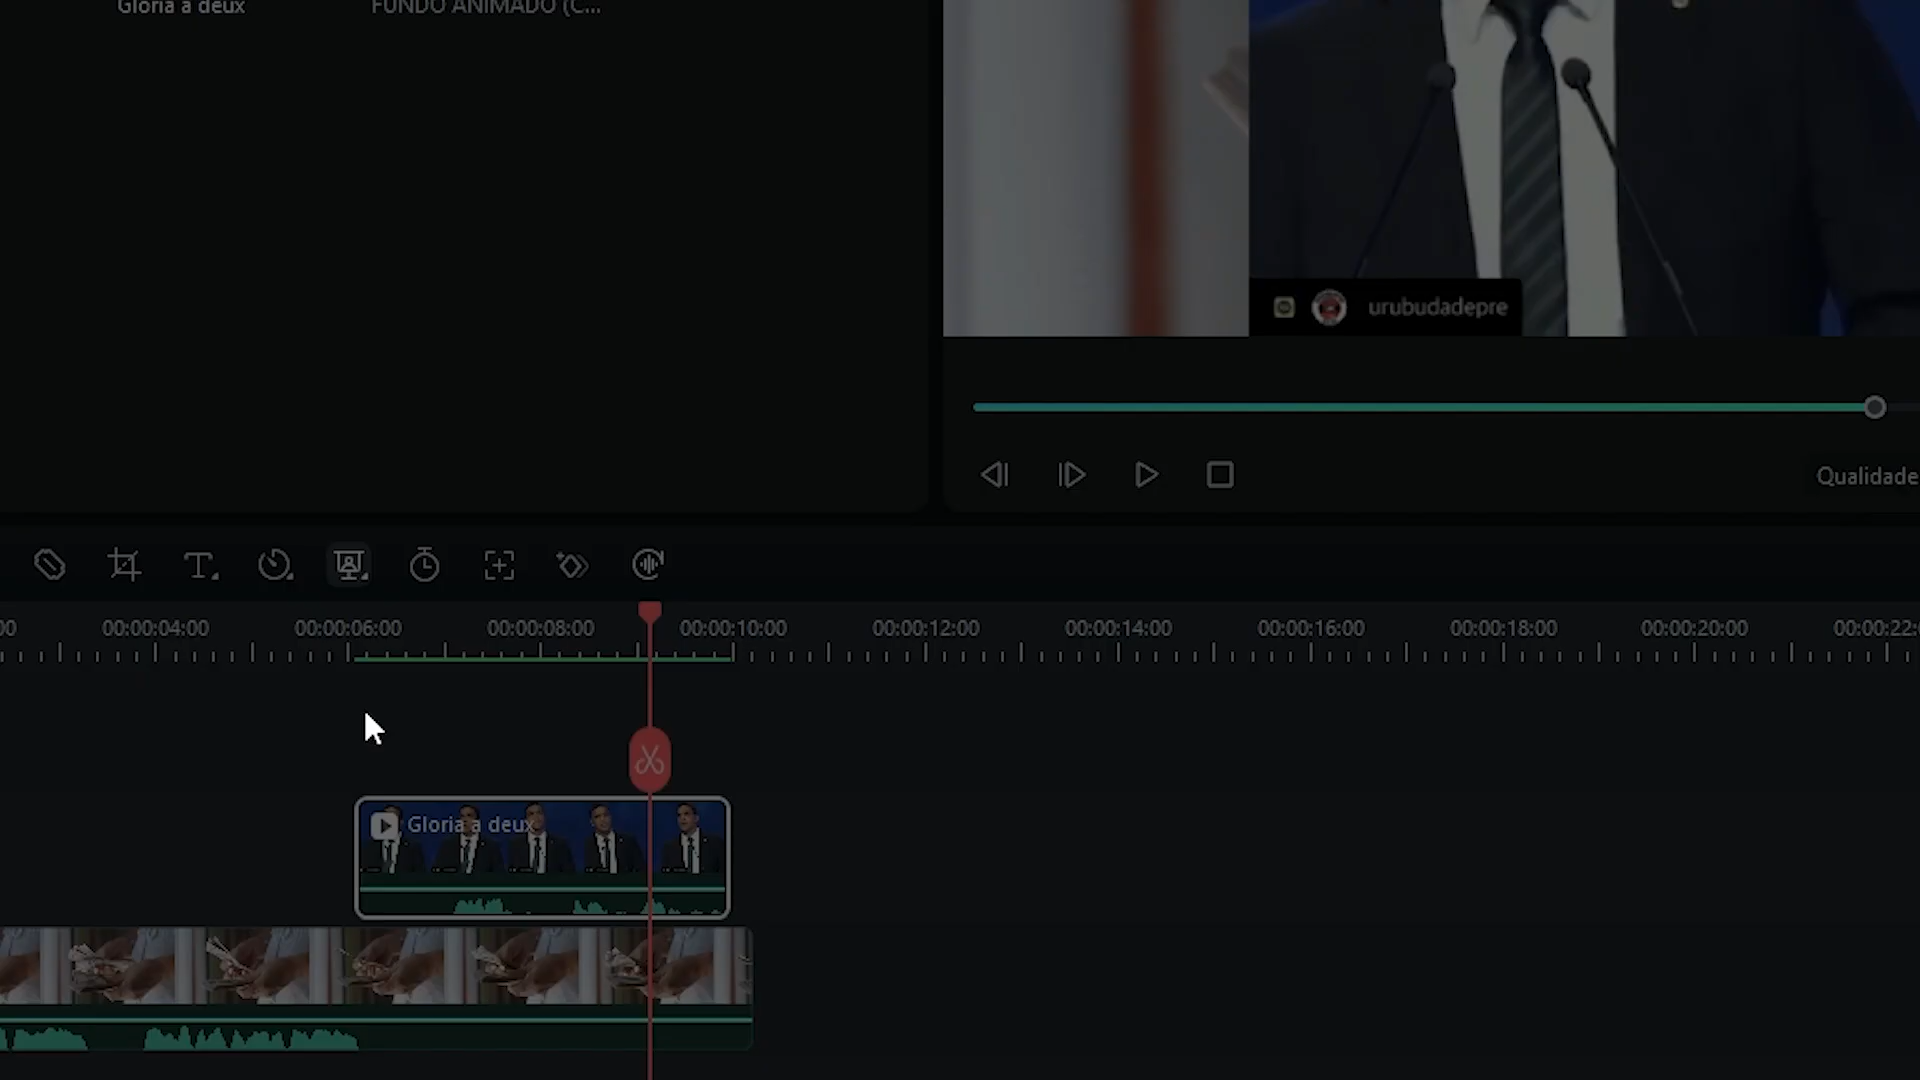 Gloria a deux
FUNDO ANIMADO (C...
urubudadepre
Qualidade
00:00:04:00
00:00:06:00
00:00:08:00
00:00:10:00
00:00:12:00
00:00:14:00
00:00:16:00
00:00:18:00
00:00:20:00
00:00:22:
Gloria a deux